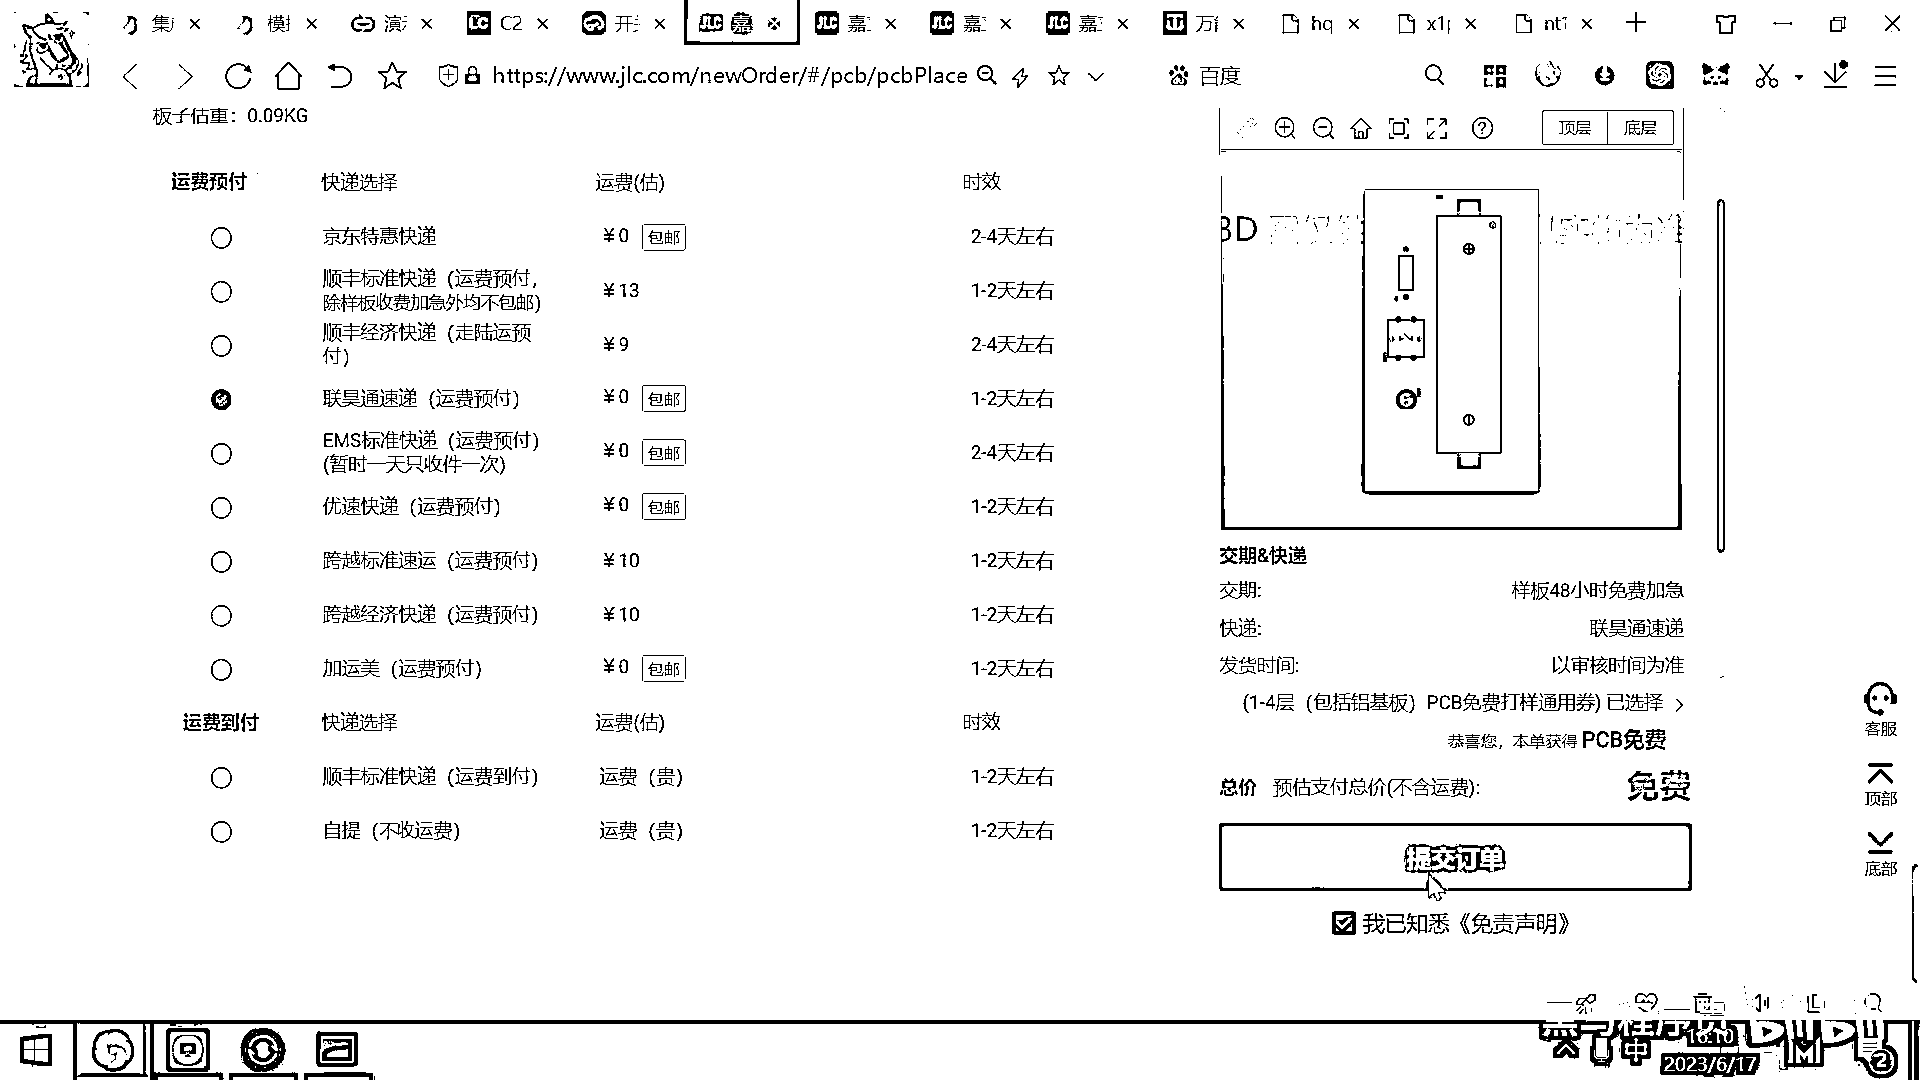 集
模
演
C2
开
JLC 嘉
JLC 嘉
JLC 嘉
JLC 嘉
万
hq
x1
nt
https://www.jlc.com/newOrder/#/pcb/pcbPlace
百度
板子估重：0.09KG
运费预付 快递选择 运费(估) 时效
京东特惠快递 ¥0 包邮 2-4天左右
顺丰标准快递（运费预付，
除样板收费加急外均不包邮) ¥13 1-2天左右
顺丰经济快递（走陆运预
付） ¥9 2-4天左右
联昊通速递（运费预付） ¥0 包邮 1-2天左右
EMS标准快递（运费预付）
(暂时一天只收件一次) ¥0 包邮 2-4天左右
优速快递（运费预付） ¥0 包邮 1-2天左右
跨越标准速运（运费预付） ¥10 1-2天左右
跨越经济快递（运费预付） ¥10 1-2天左右
加运美（运费预付） ¥0 包邮 1-2天左右
运费到付 快递选择 运费(估) 时效
顺丰标准快递（运费到付） 运费（贵） 1-2天左右
自提（不收运费） 运费（贵） 1-2天左右
顶层 底层
3D
交期&快递
交期: 样板48小时免费加急
快递: 联昊通速递
发货时间: 以审核时间为准
(1-4层（包括铝基板）PCB免费打样通用券) 已选择
恭喜您，本单获得 PCB免费
总价 预估支付总价(不含运费): 免费
提交订单
我已知悉《免责声明》
客服
顶部
底部
中
16:10
2023/6/17
2